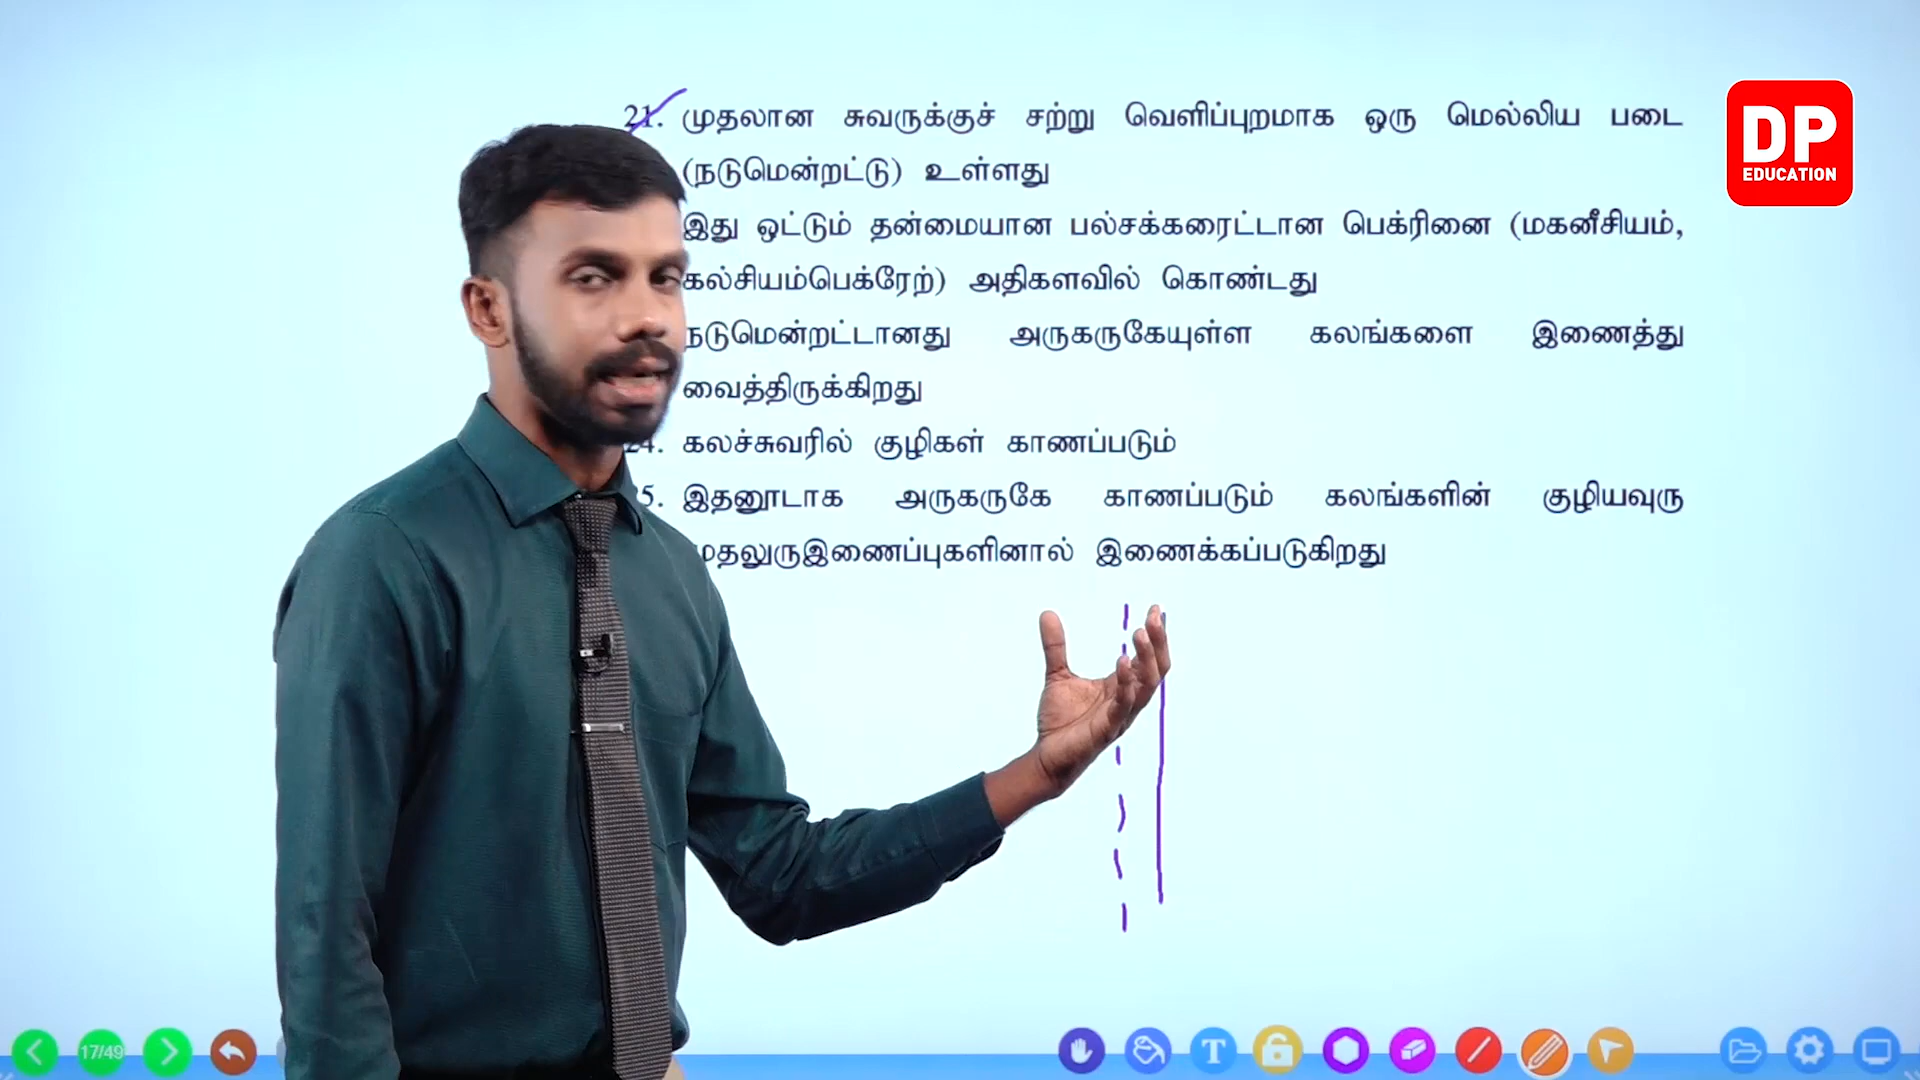 21. முதலான சுவருக்குச் சற்று வெளிப்புறமாக ஒரு மெல்லிய படை
(நடுமென்றட்டு) உள்ளது
இது ஒட்டும் தன்மையான பல்சக்கரைட்டான பெக்ரினை (மகனீசியம்,
கல்சியம்பெக்ரேற்) அதிகளவில் கொண்டது
நடுமென்றட்டானது அருகருகேயுள்ள கலங்களை இணைத்து
வைத்திருக்கிறது
24. கலச்சுவரில் குழிகள் காணப்படும்
25. இதனூடாக அருகருகே காணப்படும் கலங்களின் குழியவுரு
முதலுருஇணைப்புகளினால் இணைக்கப்படுகிறது
DP
EDUCATION
17/49
T